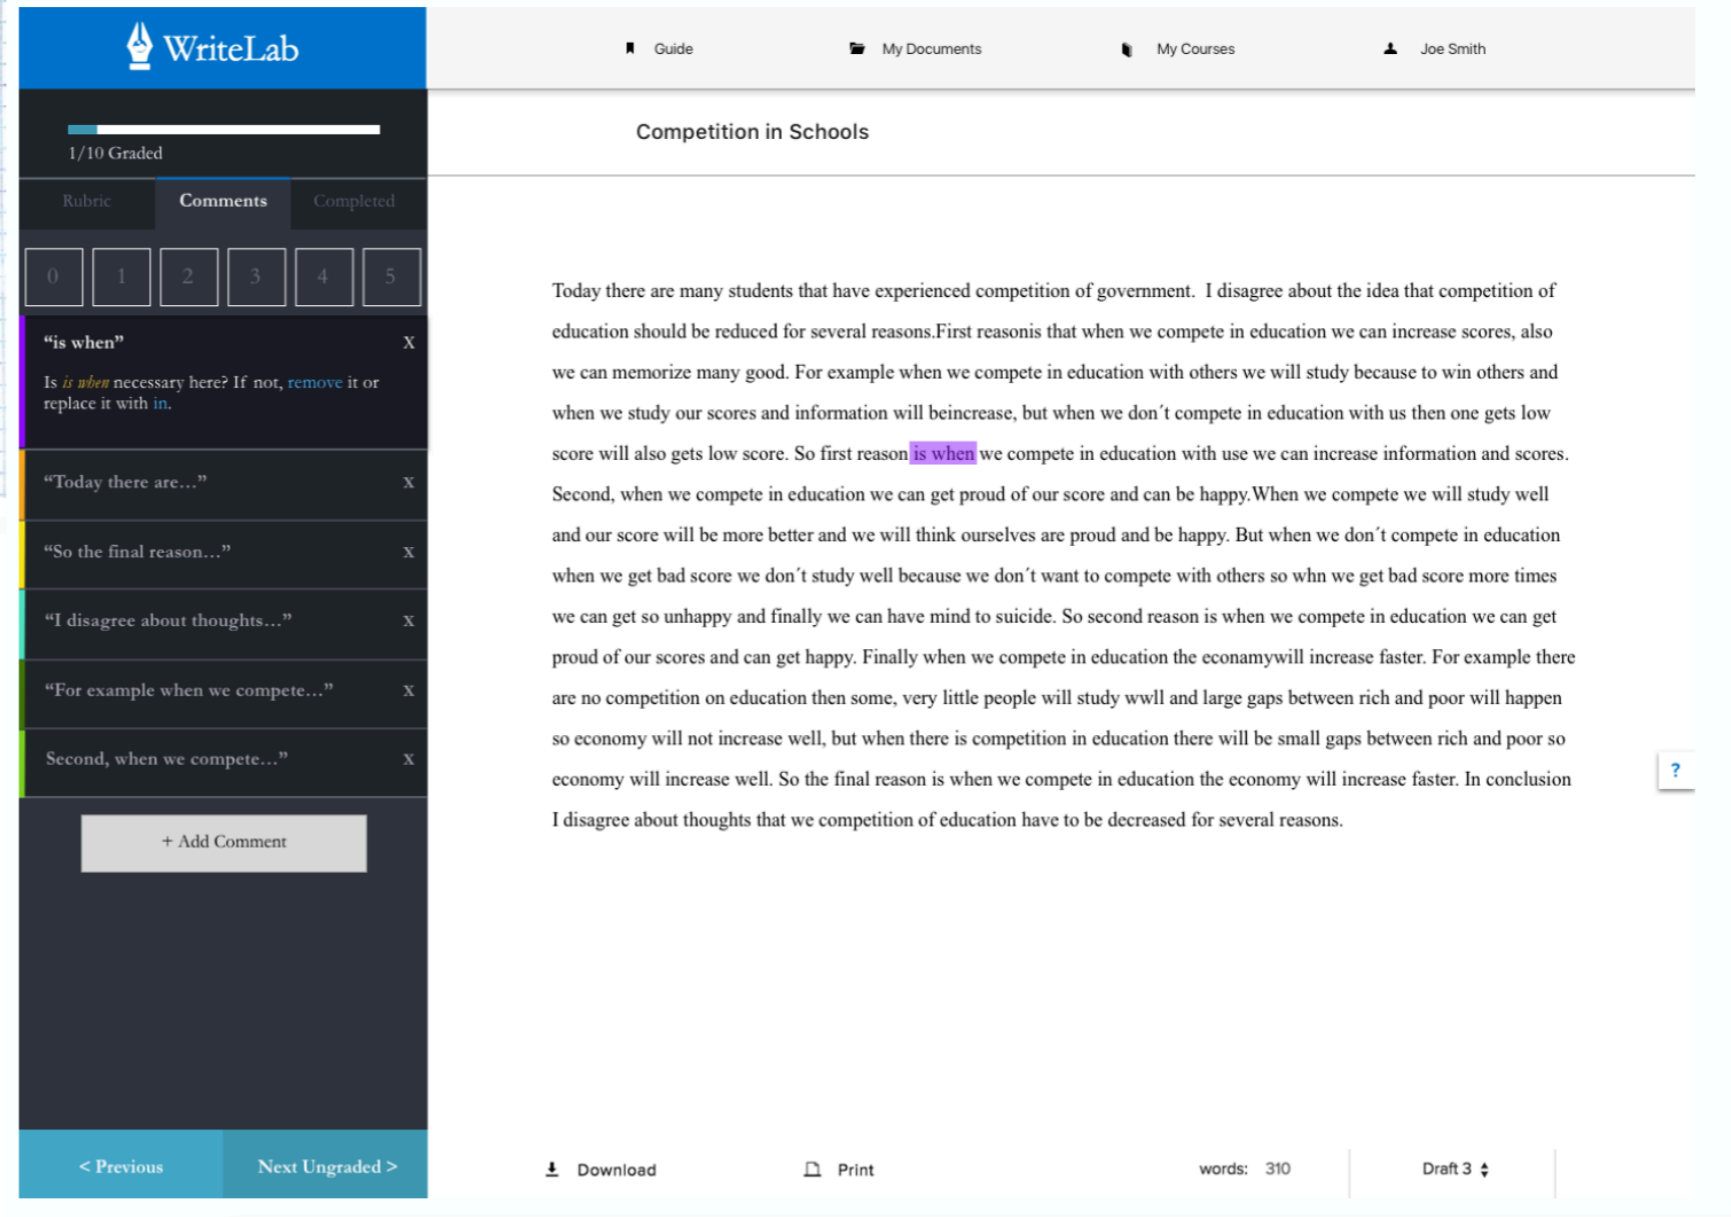 WriteLab
Guide
My Documents
My Courses
Joe Smith
1/10 Graded
Competition in Schools
Rubric
Comments
Completed
0 1 2 3 4 5
“is when” X
Is is when necessary here? If not, remove it or
replace it with in.
“Today there are...” X
“So the final reason...” X
“I disagree about thoughts...” X
“For example when we compete...” X
Second, when we compete...” X
+ Add Comment
< Previous
Next Ungraded >
Today there are many students that have experienced competition of government.  I disagree about the idea that competition of
education should be reduced for several reasons.First reasonis that when we compete in education we can increase scores, also
we can memorize many good. For example when we compete in education with others we will study because to win others and
when we study our scores and information will beincrease, but when we don´t compete in education with us then one gets low
score will also gets low score. So first reason is when we compete in education with use we can increase information and scores.
Second, when we compete in education we can get proud of our score and can be happy.When we compete we will study well
and our score will be more better and we will think ourselves are proud and be happy. But when we don´t compete in education
when we get bad score we don´t study well because we don´t want to compete with others so whn we get bad score more times
we can get so unhappy and finally we can have mind to suicide. So second reason is when we compete in education we can get
proud of our scores and can get happy. Finally when we compete in education the econamywill increase faster. For example there
are no competition on education then some, very little people will study wwll and large gaps between rich and poor will happen
so economy will not increase well, but when there is competition in education there will be small gaps between rich and poor so
economy will increase well. So the final reason is when we compete in education the economy will increase faster. In conclusion
I disagree about thoughts that we competition of education have to be decreased for several reasons.
?
Download
Print
words: 310
Draft 3